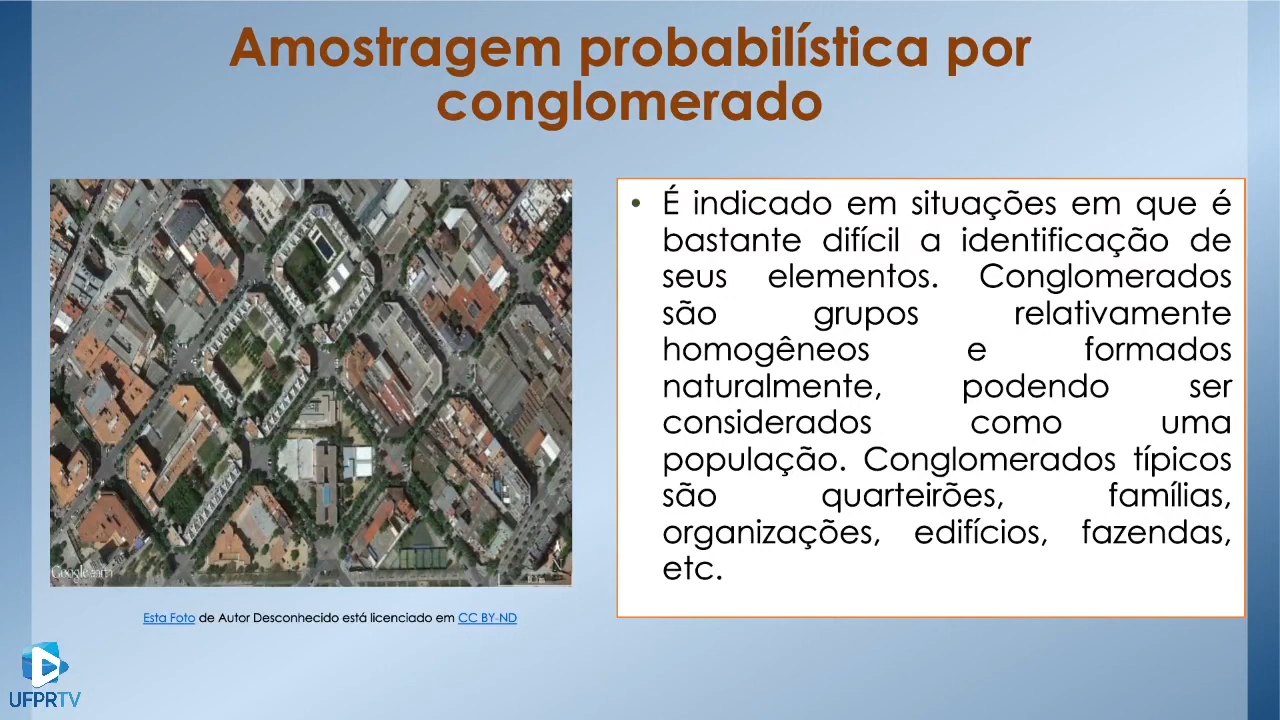 Amostragem probabilística por
conglomerado
• É indicado em situações em que é
bastante difícil a identificação de
seus elementos. Conglomerados
são grupos relativamente
homogêneos e formados
naturalmente, podendo ser
considerados como uma
população. Conglomerados típicos
são quarteirões, famílias,
organizações, edifícios, fazendas,
etc.
Google earth
Esta Foto de Autor Desconhecido está licenciado em CC BY-ND
UFPRTV